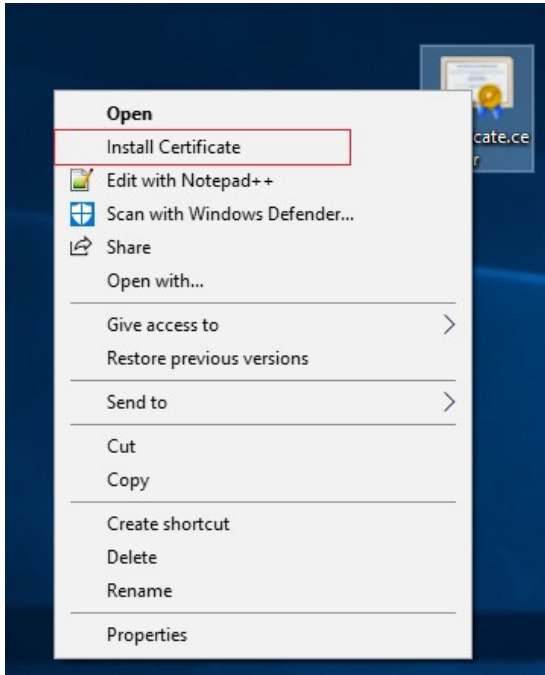 cate.ce
r
Open
Install Certificate
Edit with Notepad++
Scan with Windows Defender...
Share
Open with...
Give access to
Restore previous versions
Send to
Cut
Copy
Create shortcut
Delete
Rename
Properties